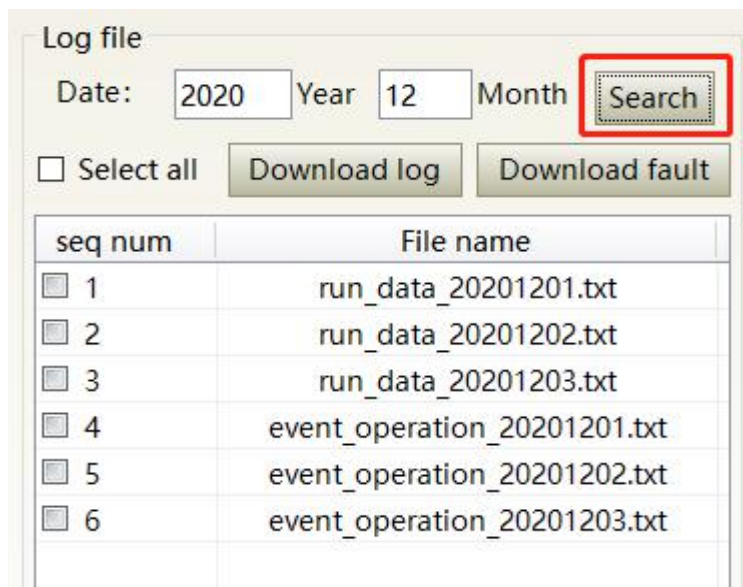 Log file
Date: 2020 Year 12 Month Search
Select all Download log Download fault
seq num File name
1 run_data_20201201.txt
2 run_data_20201202.txt
3 run_data_20201203.txt
4 event_operation_20201201.txt
5 event_operation_20201202.txt
6 event_operation_20201203.txt